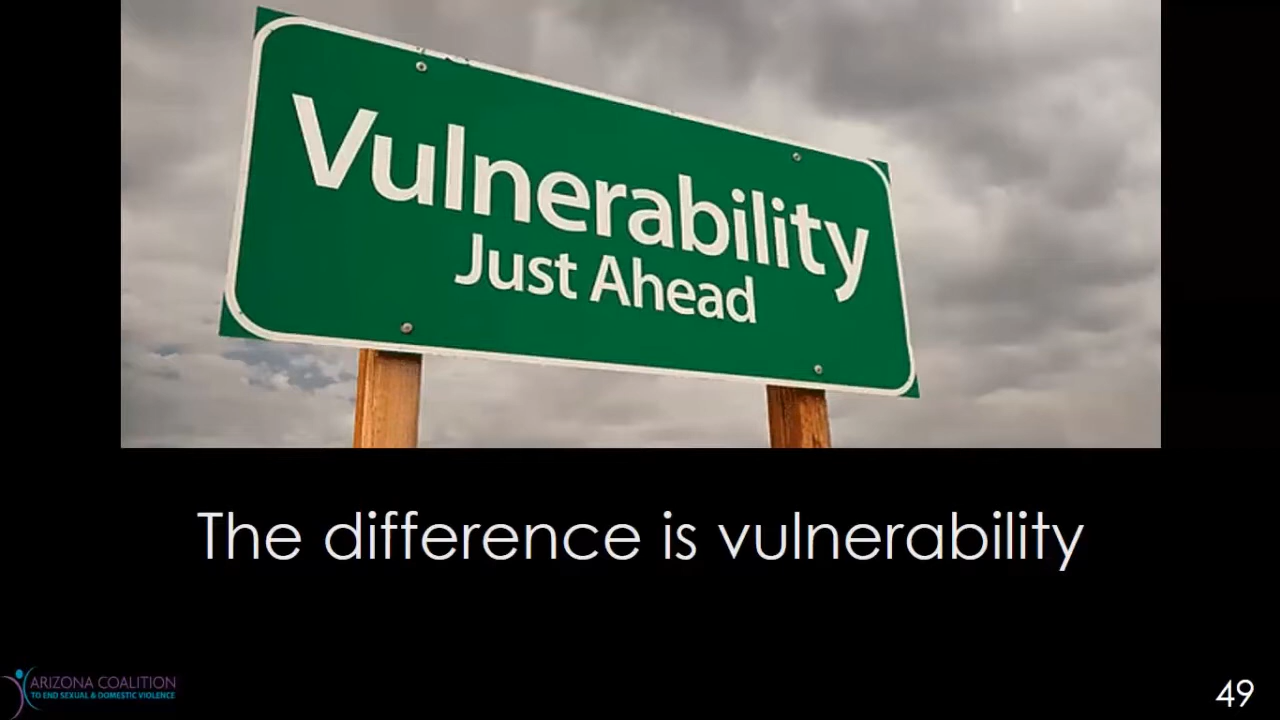 Vulnerability
Just Ahead
The difference is vulnerability
ARIZONA COALITION
TO END SEXUAL & DOMESTIC VIOLENCE
49